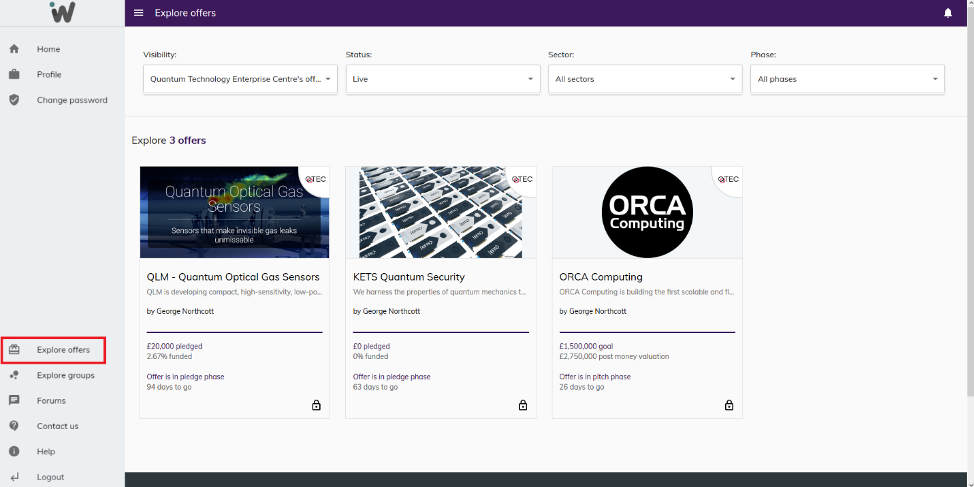 iw
Explore offers
Home
Profile
Change password
Visibility:
Status:
Sector:
Phase:
Quantum Technology Enterprise Centre's off...
Live
All sectors
All phases
Explore 3 offers
QTEC
Quantum Optical Gas
Sensors
Sensors that make invisible gas leaks
unmissable
QLM - Quantum Optical Gas Sensors
QLM is developing compact, high-sensitivity, low-po...
by George Northcott
£20,000 pledged
2.67% funded
Offer is in pledge phase
94 days to go
QTEC
KETS Quantum Security
We harness the properties of quantum mechanics t...
by George Northcott
£0 pledged
0% funded
Offer is in pledge phase
63 days to go
QTEC
ORCA
Computing
ORCA Computing
ORCA Computing is building the first scalable and fl...
by George Northcott
£1,500,000 goal
£2,750,000 post money valuation
Offer is in pitch phase
26 days to go
Explore offers
Explore groups
Forums
Contact us
Help
Logout